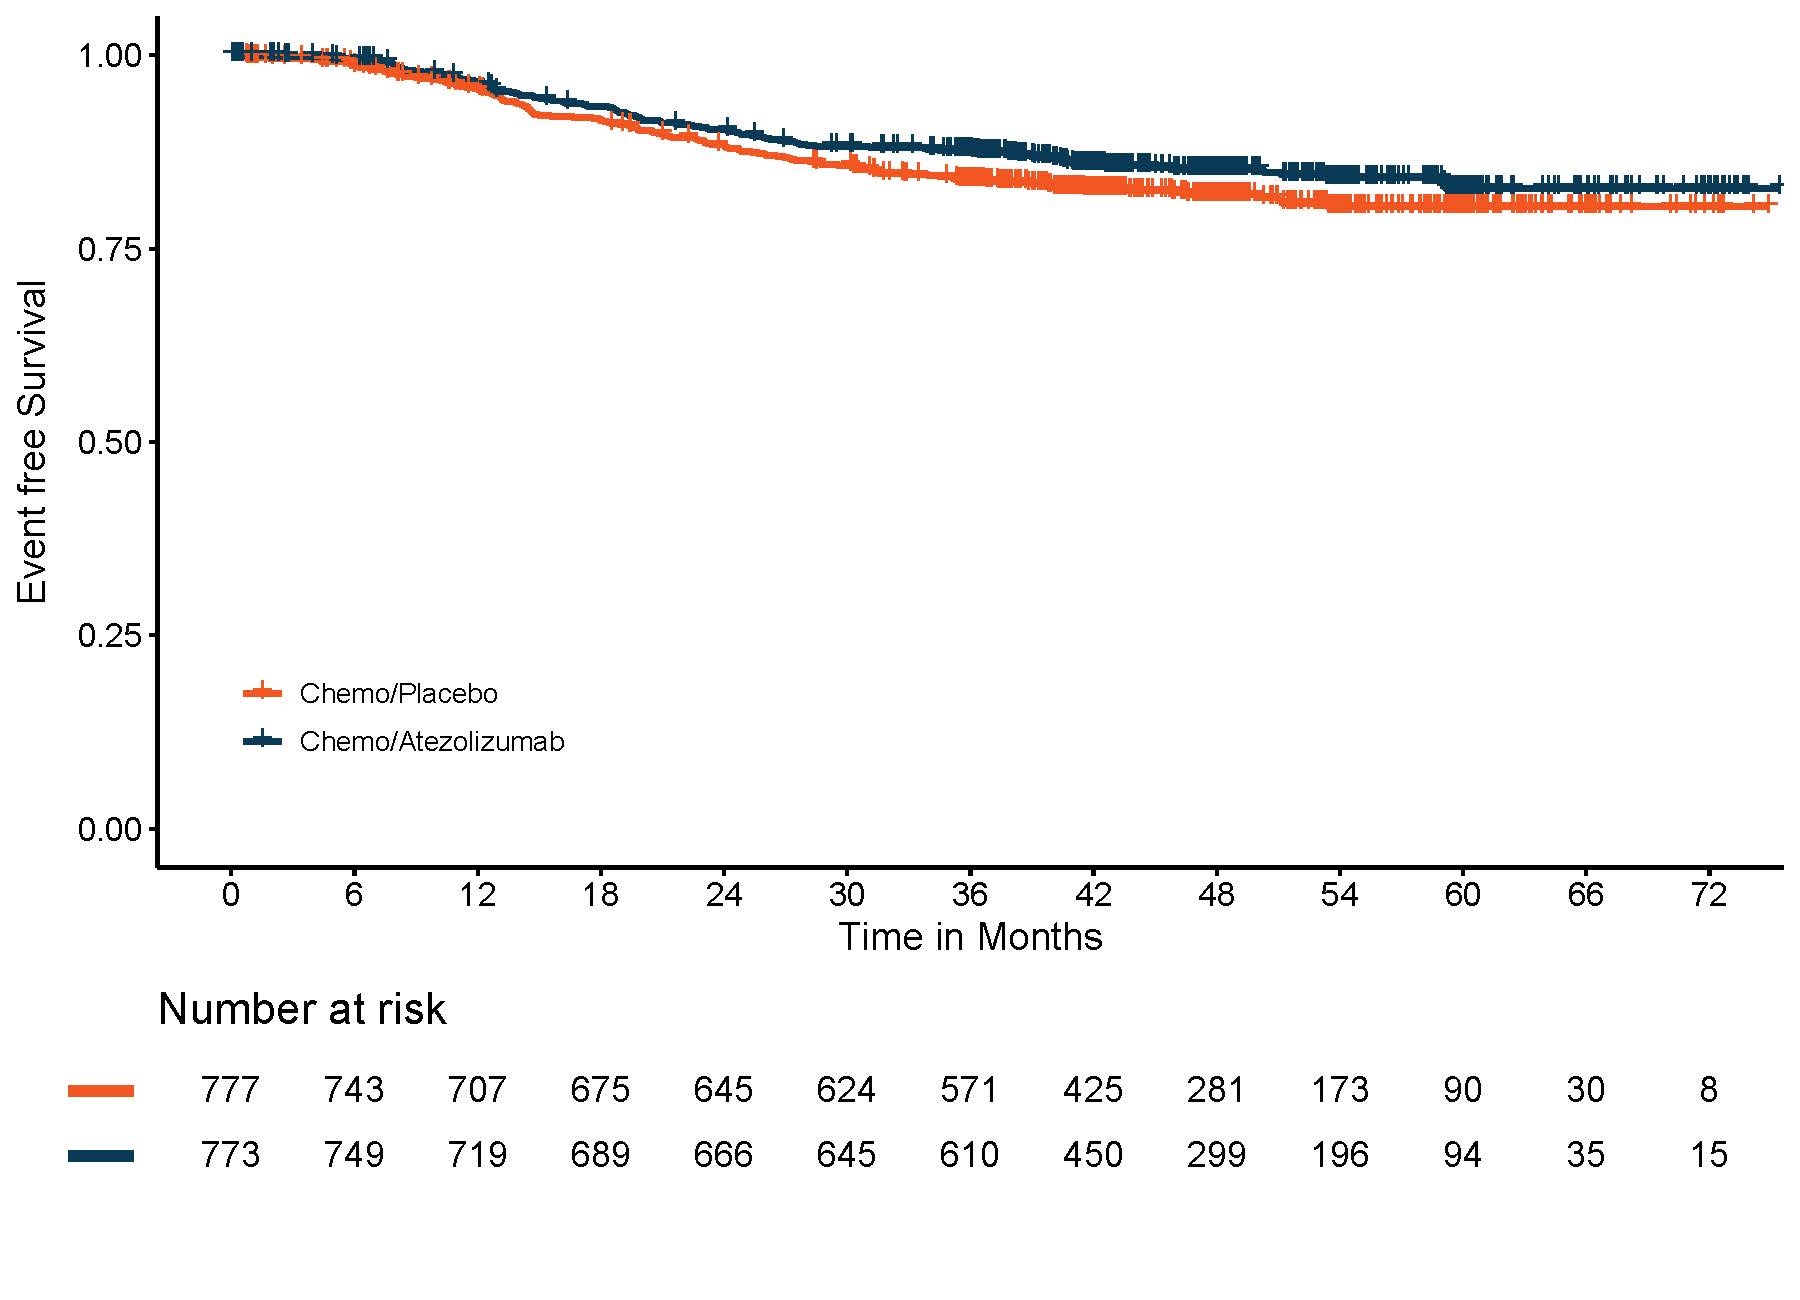 Event free Survival
1.00
0.75
0.50
0.25
0.00
Chemo/Placebo
Chemo/Atezolizumab
0 6 12 18 24 30 36 42 48 54 60 66 72
Time in Months
Number at risk
777 743 707 675 645 624 571 425 281 173 90 30 8
773 749 719 689 666 645 610 450 299 196 94 35 15